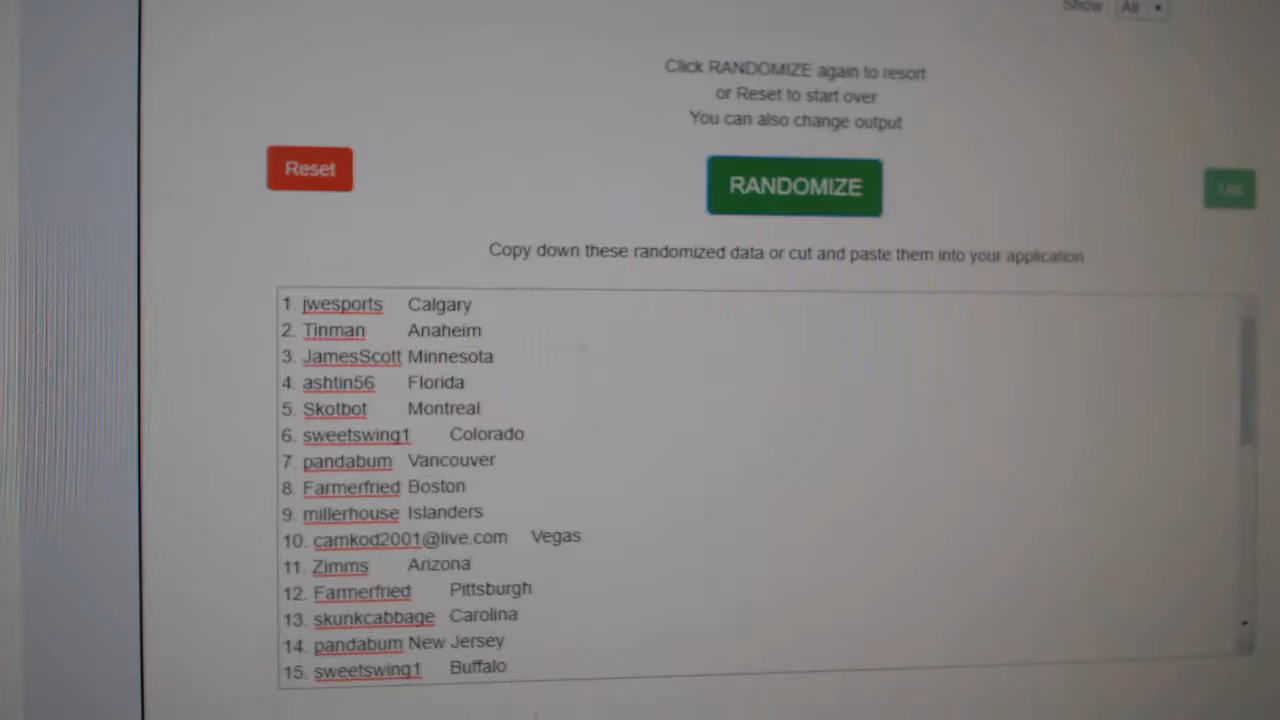 Show All
Click RANDOMIZE again to resort
or Reset to start over
You can also change output
Reset
RANDOMIZE
Copy down these randomized data or cut and paste them into your application
1. jwesports Calgary
2. Tinman Anaheim
3. JamesScott Minnesota
4. ashtin56 Florida
5. Skotbot Montreal
6. sweetswing1 Colorado
7. pandabum Vancouver
8. Farmerfried Boston
9. millerhouse Islanders
10. camkod2001@live.com Vegas
11. Zimms Arizona
12. Farmerfried Pittsburgh
13. skunkcabbage Carolina
14. pandabum New Jersey
15. sweetswing1 Buffalo